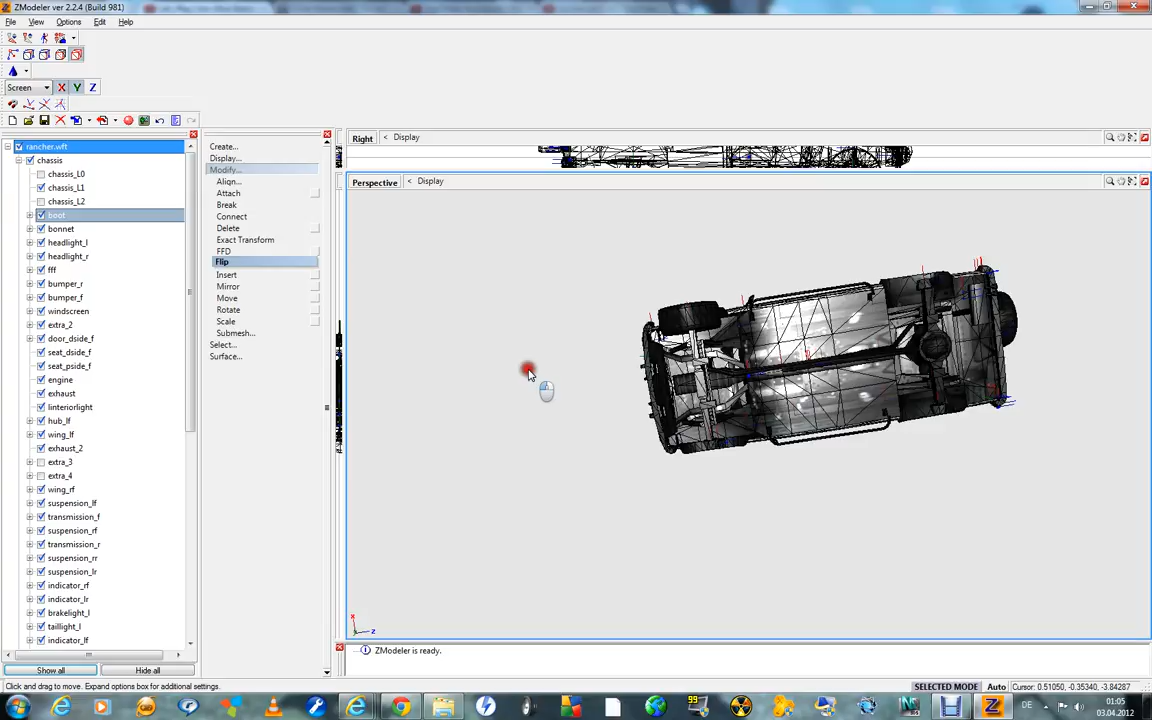 ZModeler ver 2.2.4 (Build 981)
File View Options Edit Help
Screen X Y Z
rancher.wft
chassis
chassis_L0
chassis_L1
chassis_L2
boot
bonnet
headlight_l
headlight_r
fff
bumper_r
bumper_f
windscreen
extra_2
door_dside_f
seat_dside_f
seat_pside_f
engine
exhaust
linteriorlight
hub_lf
wing_lf
exhaust_2
extra_3
extra_4
wing_rf
suspension_lf
transmission_f
suspension_rf
transmission_r
suspension_rr
suspension_lr
indicator_rf
indicator_lr
brakelight_l
taillight_l
indicator_lf
Show all Hide all
Create...
Display...
Modify...
Align...
Attach
Break
Connect
Delete
Exact Transform
FFD
Flip
Insert
Mirror
Move
Rotate
Scale
Submesh...
Select...
Surface...
Right < Display
Perspective < Display
x
z
ZModeler is ready.
Click and drag to move. Expand options box for additional settings.
SELECTED MODE Auto Cursor: 0.51050, -0.35340, -3.84287
DE
01:05
03.04.2012